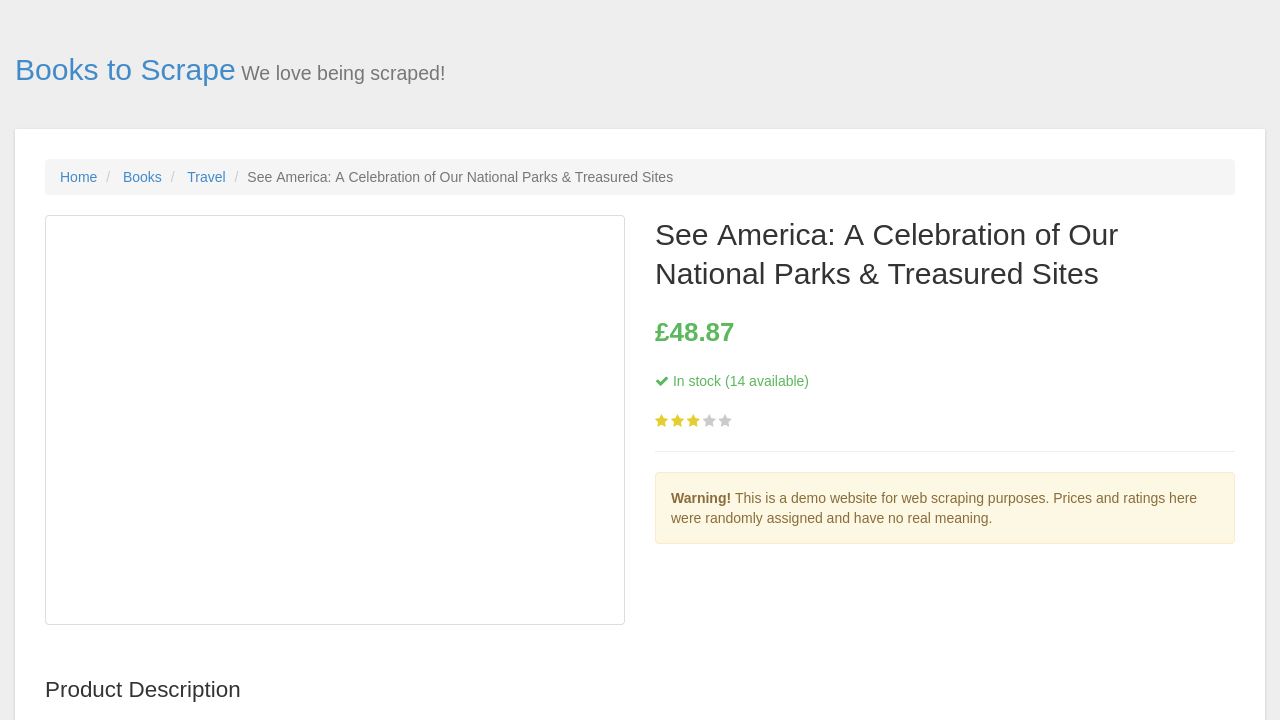 Books to Scrape We love being scraped!
Home / Books / Travel / See America: A Celebration of Our National Parks & Treasured Sites
See America: A Celebration of Our
National Parks & Treasured Sites
£48.87
In stock (14 available)
Warning! This is a demo website for web scraping purposes. Prices and ratings here
were randomly assigned and have no real meaning.
Product Description